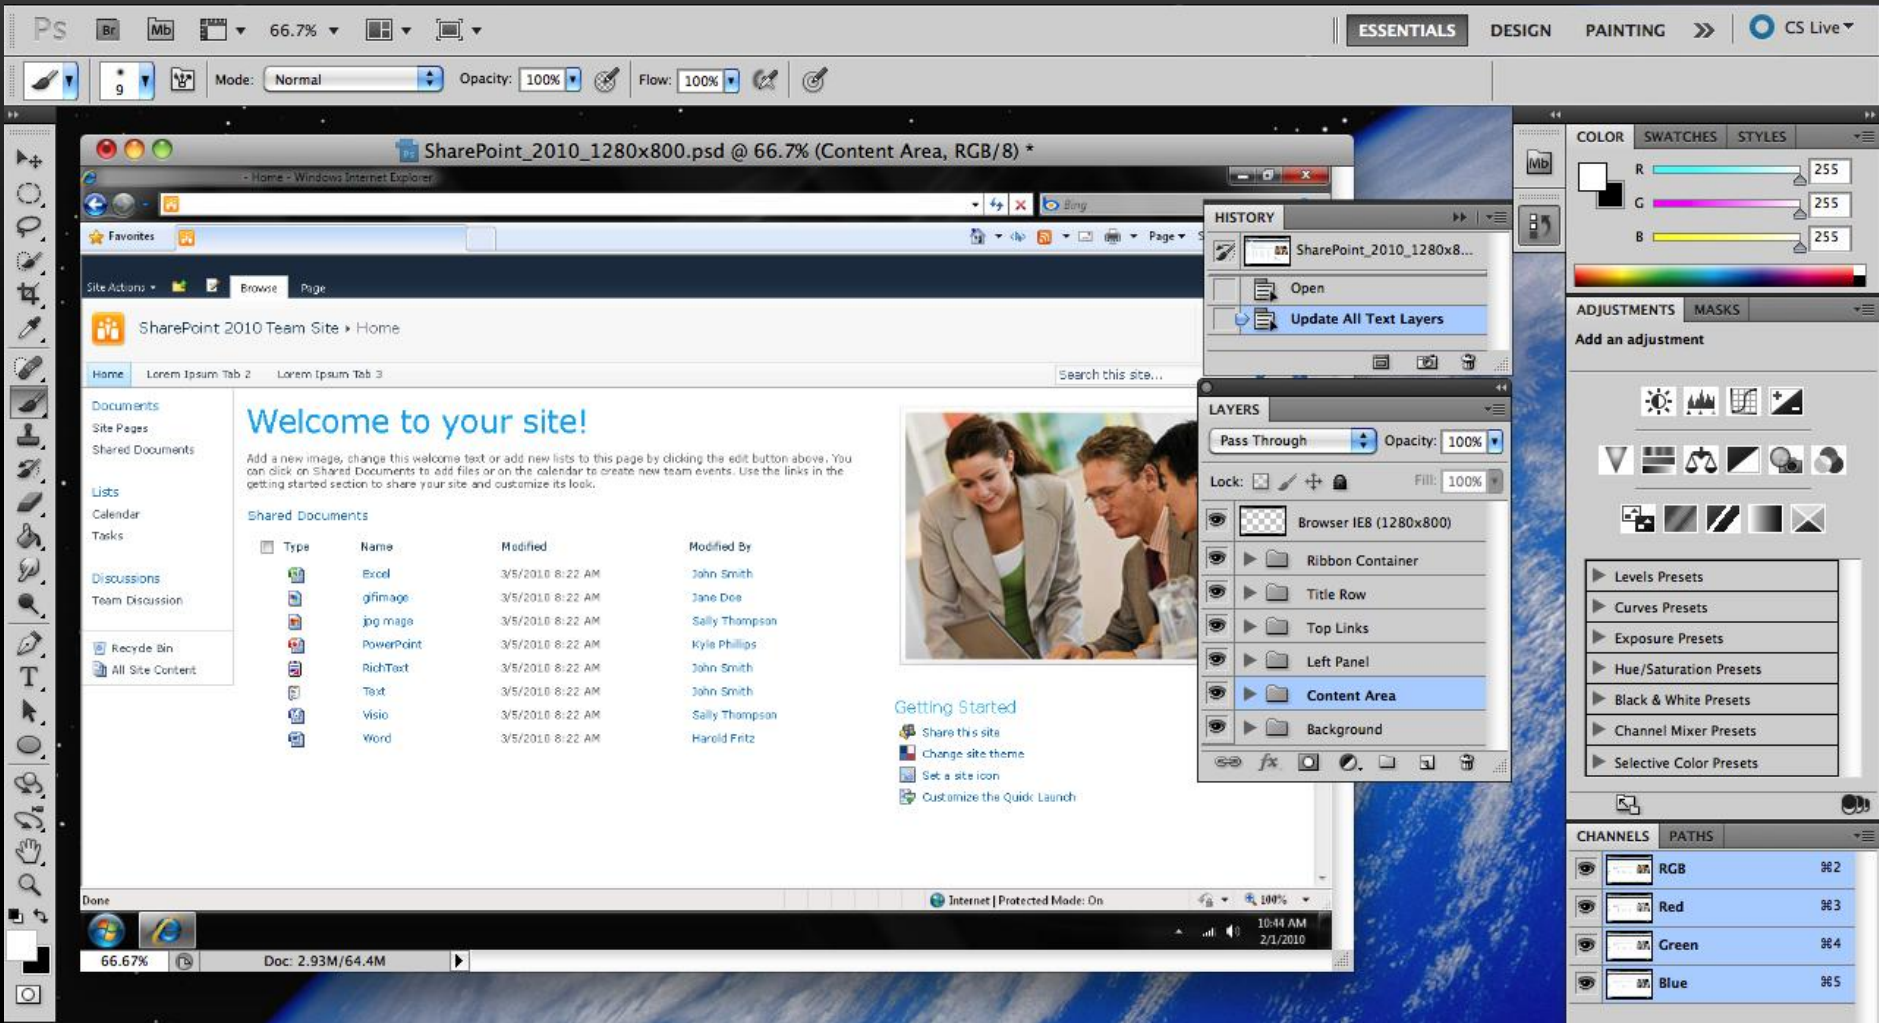 Ps Br Mb 66.7% ESSENTIALS DESIGN PAINTING CS Live
9 Mode: Normal Opacity: 100% Flow: 100%
SharePoint_2010_1280x800.psd @ 66.7% (Content Area, RGB/8) *
- Home - Windows Internet Explorer
Bing
Favorites Page
Site Actions Browse Page
SharePoint 2010 Team Site Home
Home Lorem Ipsum Tab 2 Lorem Ipsum Tab 3 Search this site...
Documents
Site Pages
Shared Documents
Lists
Calendar
Tasks
Discussions
Team Discussion
Recycle Bin
All Site Content
Welcome to your site!
Add a new image, change this welcome text or add new lists to this page by clicking the edit button above. You
can click on Shared Documents to add files or on the calendar to create new team events. Use the links in the
getting started section to share your site and customize its look.
Shared Documents
Type Name Modified Modified By
Excel 3/5/2010 8:22 AM John Smith
gifimage 3/5/2010 8:22 AM Jane Doe
jpg mage 3/5/2010 8:22 AM Sally Thompson
PowerPoint 3/5/2010 8:22 AM Kyle Phillips
RichText 3/5/2010 8:22 AM John Smith
Text 3/5/2010 8:22 AM John Smith
Visio 3/5/2010 8:22 AM Sally Thompson
Word 3/5/2010 8:22 AM Harold Fritz
Getting Started
Share this site
Change site theme
Set a site icon
Customize the Quick Launch
Done Internet | Protected Mode: On 100%
10:44 AM
2/1/2010
66.67% Doc: 2.93M/64.4M
HISTORY
SharePoint_2010_1280x8...
Open
Update All Text Layers
LAYERS
Pass Through Opacity: 100%
Lock: Fill: 100%
Browser IE8 (1280x800)
Ribbon Container
Title Row
Top Links
Left Panel
Content Area
Background
fx
Mb
COLOR SWATCHES STYLES
R 255
G 255
B 255
ADJUSTMENTS MASKS
Add an adjustment
Levels Presets
Curves Presets
Exposure Presets
Hue/Saturation Presets
Black & White Presets
Channel Mixer Presets
Selective Color Presets
CHANNELS PATHS
RGB ⌘2
Red ⌘3
Green ⌘4
Blue ⌘5